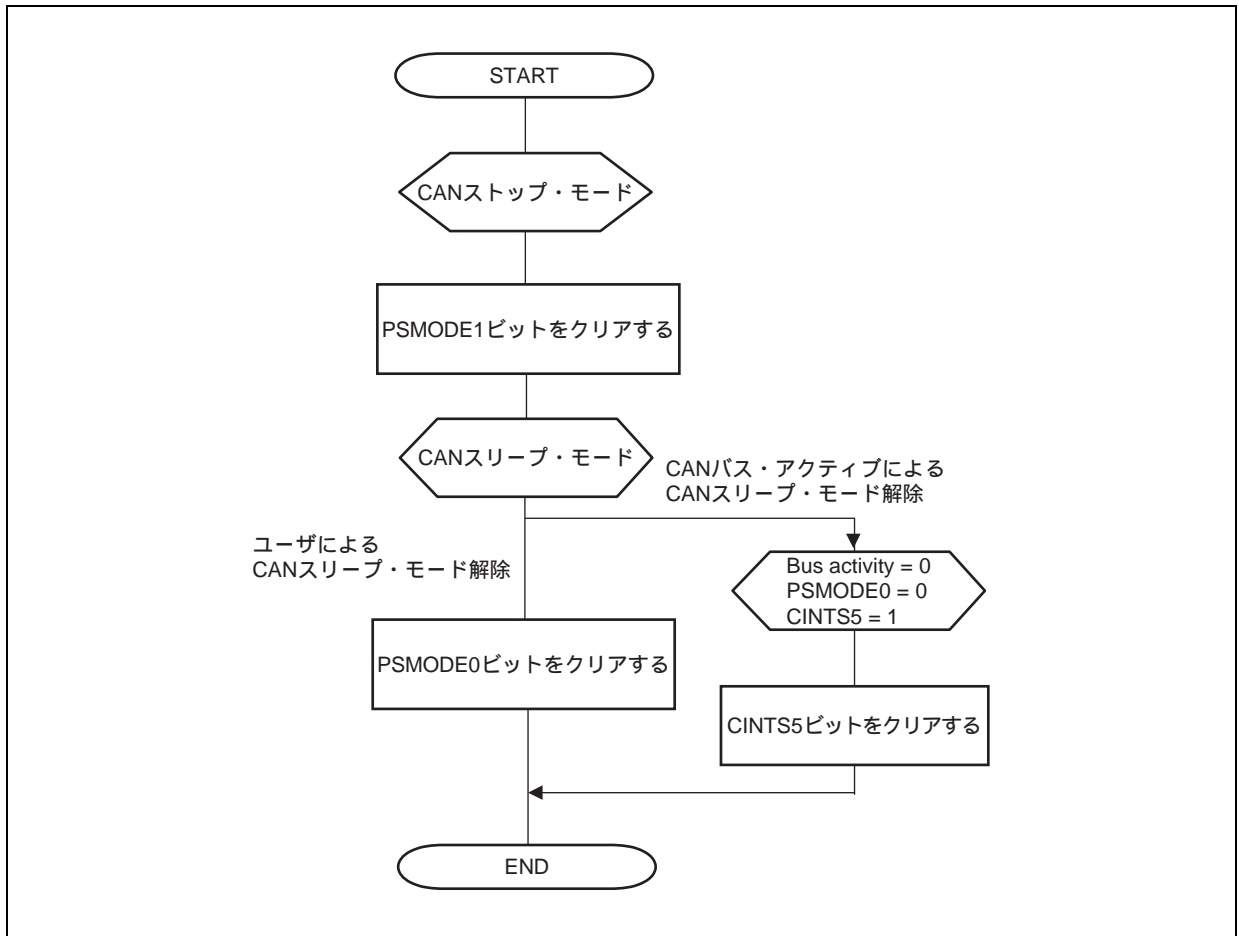 START
CANストップ・モード
PSMODE1ビットをクリアする
CANスリープ・モード
CANバス・アクティブによる
CANスリープ・モード解除
ユーザによる
CANスリープ・モード解除
Bus activity = 0
PSMODE0 = 0
CINTS5 = 1
PSMODE0ビットをクリアする
CINTS5ビットをクリアする
END